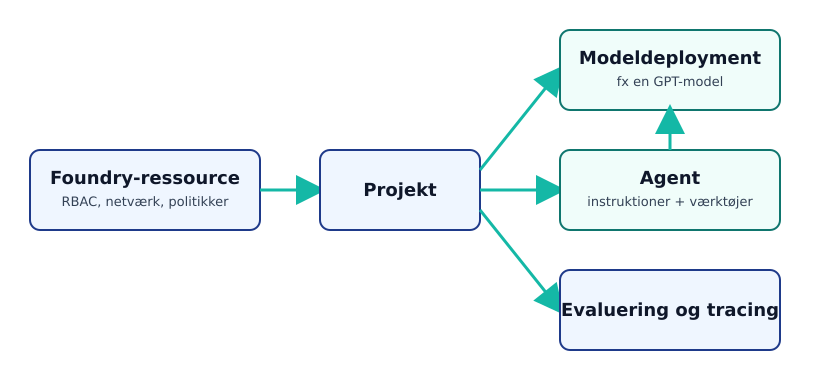 Foundry-ressource
RBAC, netværk, politikker
Projekt
Modeldeployment
fx en GPT-model
Agent
instruktioner + værktøjer
Evaluering og tracing